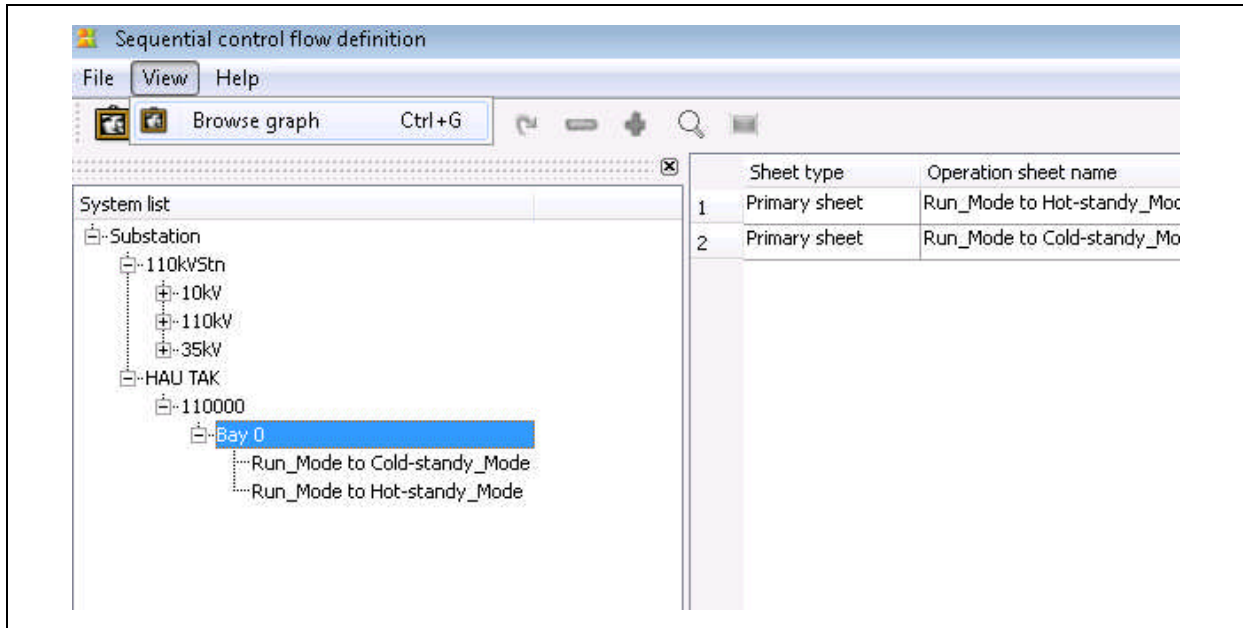 Sequential control flow definition
File View Help
Browse graph Ctrl+G
System list
Substation
110kVStn
10kV
110kV
35kV
HAU TAK
110000
Bay 0
Run_Mode to Cold-standy_Mode
Run_Mode to Hot-standy_Mode
Sheet type Operation sheet name
1 Primary sheet Run_Mode to Hot-standy_Moc
2 Primary sheet Run_Mode to Cold-standy_Mo